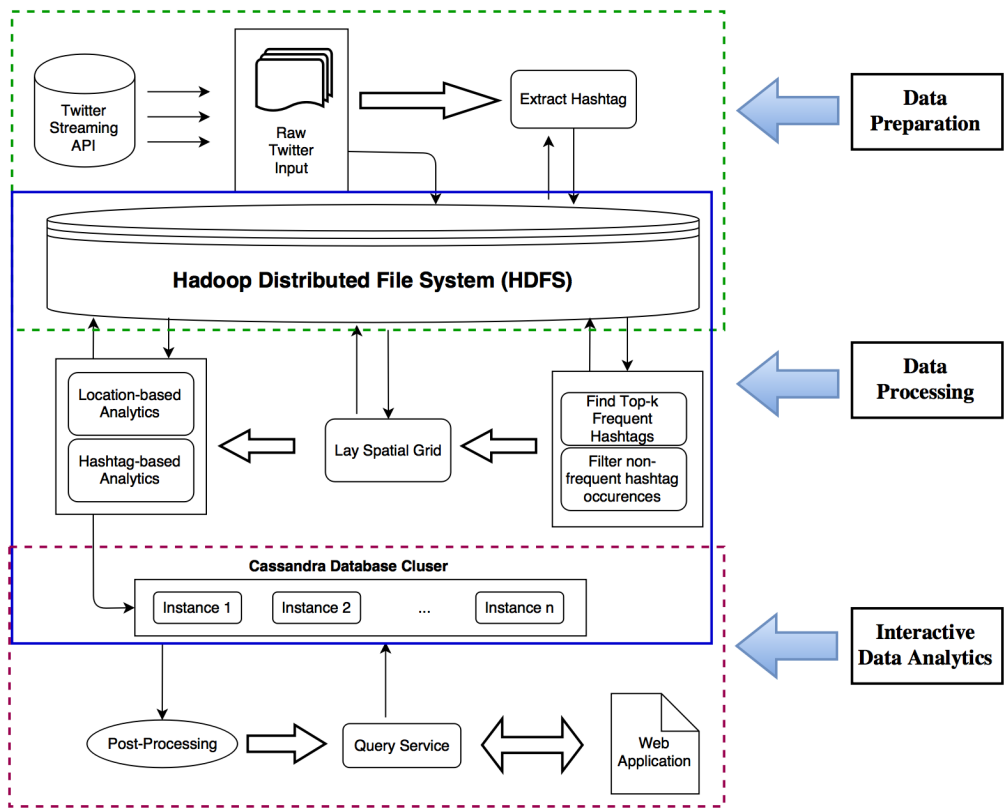 Twitter
Streaming
API
Raw
Twitter
Input
Extract Hashtag
Data
Preparation
Hadoop Distributed File System (HDFS)
Location-based
Analytics
Hashtag-based
Analytics
Lay Spatial Grid
Find Top-k
Frequent
Hashtags
Filter non-
frequent hashtag
occurences
Data
Processing
Cassandra Database Cluser
Instance 1
Instance 2
...
Instance n
Interactive
Data Analytics
Post-Processing
Query Service
Web
Application